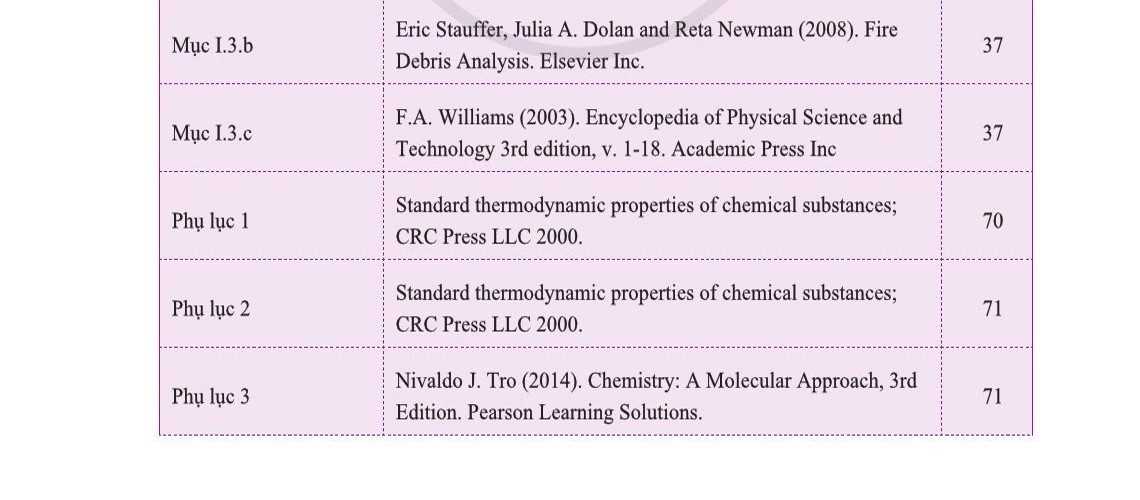 Mục I.3.b
Eric Stauffer, Julia A. Dolan and Reta Newman (2008). Fire
Debris Analysis. Elsevier Inc.
37
Mục I.3.c
F.A. Williams (2003). Encyclopedia of Physical Science and
Technology 3rd edition, v. 1-18. Academic Press Inc
37
Phụ lục 1
Standard thermodynamic properties of chemical substances;
CRC Press LLC 2000.
70
Phụ lục 2
Standard thermodynamic properties of chemical substances;
CRC Press LLC 2000.
71
Phụ lục 3
Nivaldo J. Tro (2014). Chemistry: A Molecular Approach, 3rd
Edition. Pearson Learning Solutions.
71